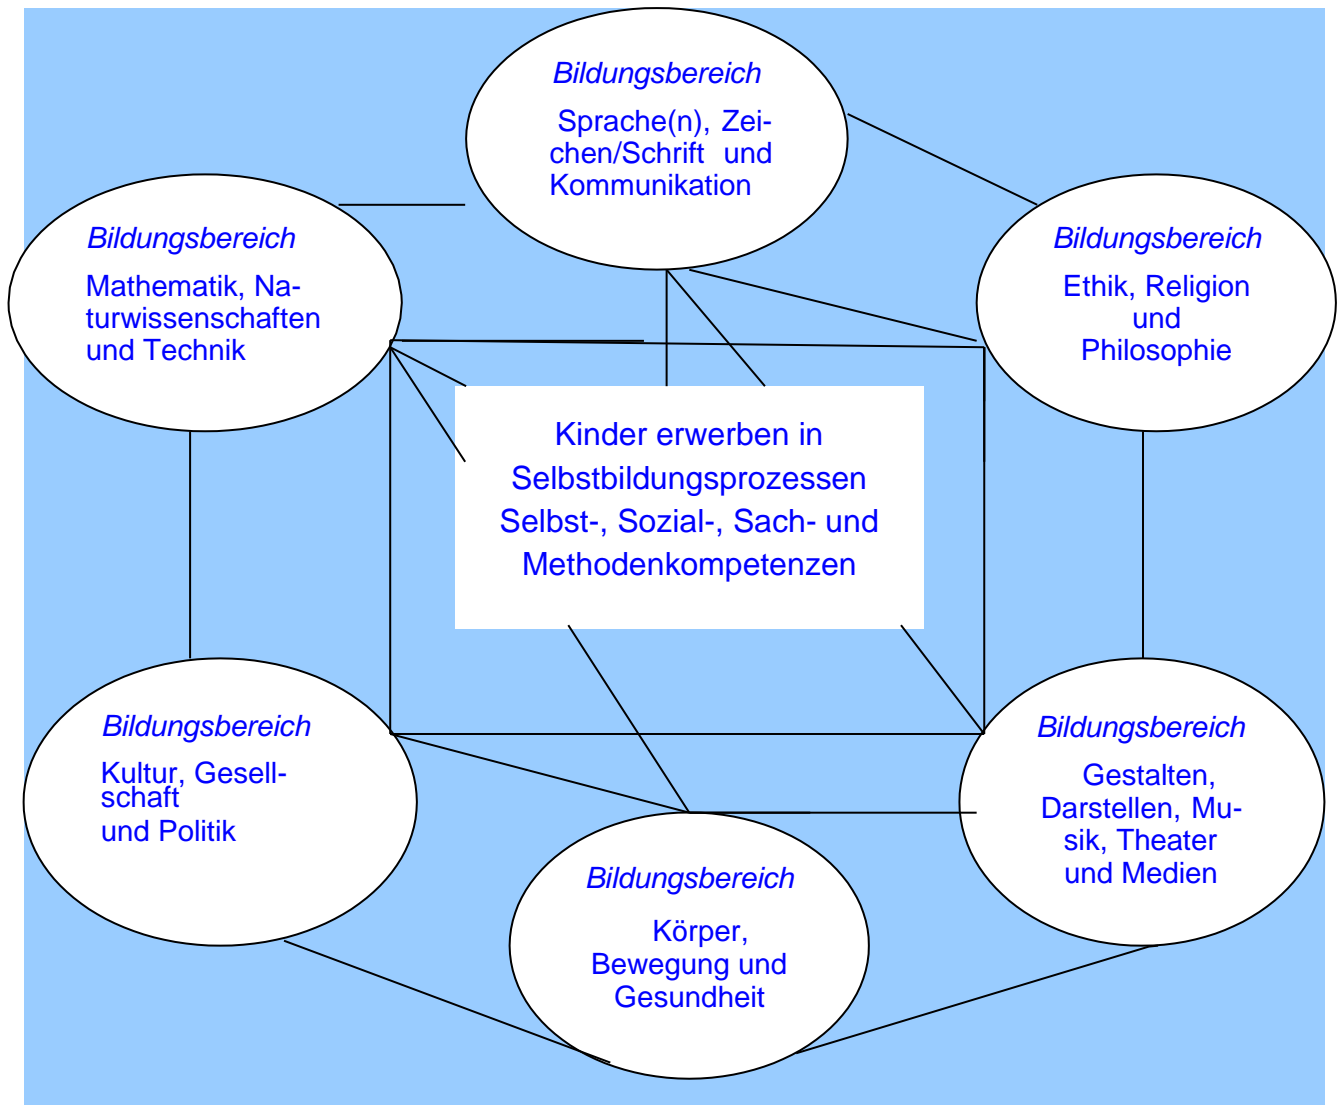 Bildungsbereich
Sprache(n), Zei-
chen/Schrift und
Kommunikation
Bildungsbereich
Mathematik, Na-
turwissenschaften
und Technik
Bildungsbereich
Ethik, Religion
und
Philosophie
Kinder erwerben in
Selbstbildungsprozessen
Selbst-, Sozial-, Sach- und
Methodenkompetenzen
Bildungsbereich
Kultur, Gesell-
schaft
und Politik
Bildungsbereich
Gestalten,
Darstellen, Mu-
sik, Theater
und Medien
Bildungsbereich
Körper,
Bewegung und
Gesundheit